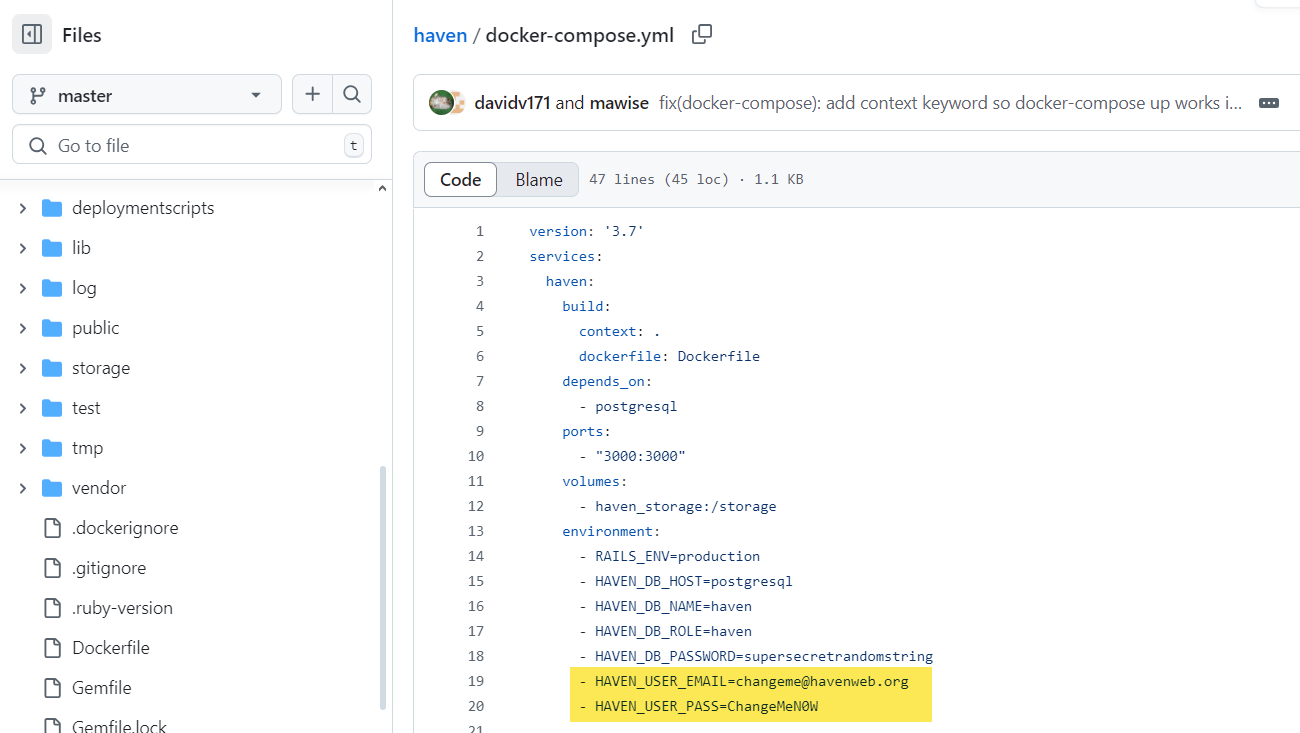 Files
master
Go to file
t
deploymentscripts
lib
log
public
storage
test
tmp
vendor
.dockerignore
.gitignore
.ruby-version
Dockerfile
Gemfile
Gemfile.lock
haven / docker-compose.yml
davidv171 and mawise fix(docker-compose): add context keyword so docker-compose up works i...
Code Blame 47 lines (45 loc) · 1.1 KB
1 version: '3.7'
2 services:
3 haven:
4 build:
5 context: .
6 dockerfile: Dockerfile
7 depends_on:
8 - postgresql
9 ports:
10 - "3000:3000"
11 volumes:
12 - haven_storage:/storage
13 environment:
14 - RAILS_ENV=production
15 - HAVEN_DB_HOST=postgresql
16 - HAVEN_DB_NAME=haven
17 - HAVEN_DB_ROLE=haven
18 - HAVEN_DB_PASSWORD=supersecretrandomstring
19 - HAVEN_USER_EMAIL=changeme@havenweb.org
20 - HAVEN_USER_PASS=ChangeMeN0W
21